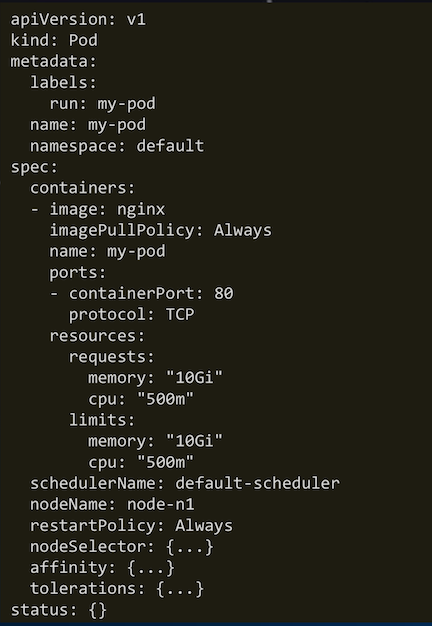 apiVersion: v1
kind: Pod
metadata:
  labels:
    run: my-pod
  name: my-pod
  namespace: default
spec:
  containers:
  - image: nginx
    imagePullPolicy: Always
    name: my-pod
    ports:
    - containerPort: 80
      protocol: TCP
    resources:
      requests:
        memory: "10Gi"
        cpu: "500m"
      limits:
        memory: "10Gi"
        cpu: "500m"
  schedulerName: default-scheduler
  nodeName: node-n1
  restartPolicy: Always
  nodeSelector: {...}
  affinity: {...}
  tolerations: {...}
status: {}